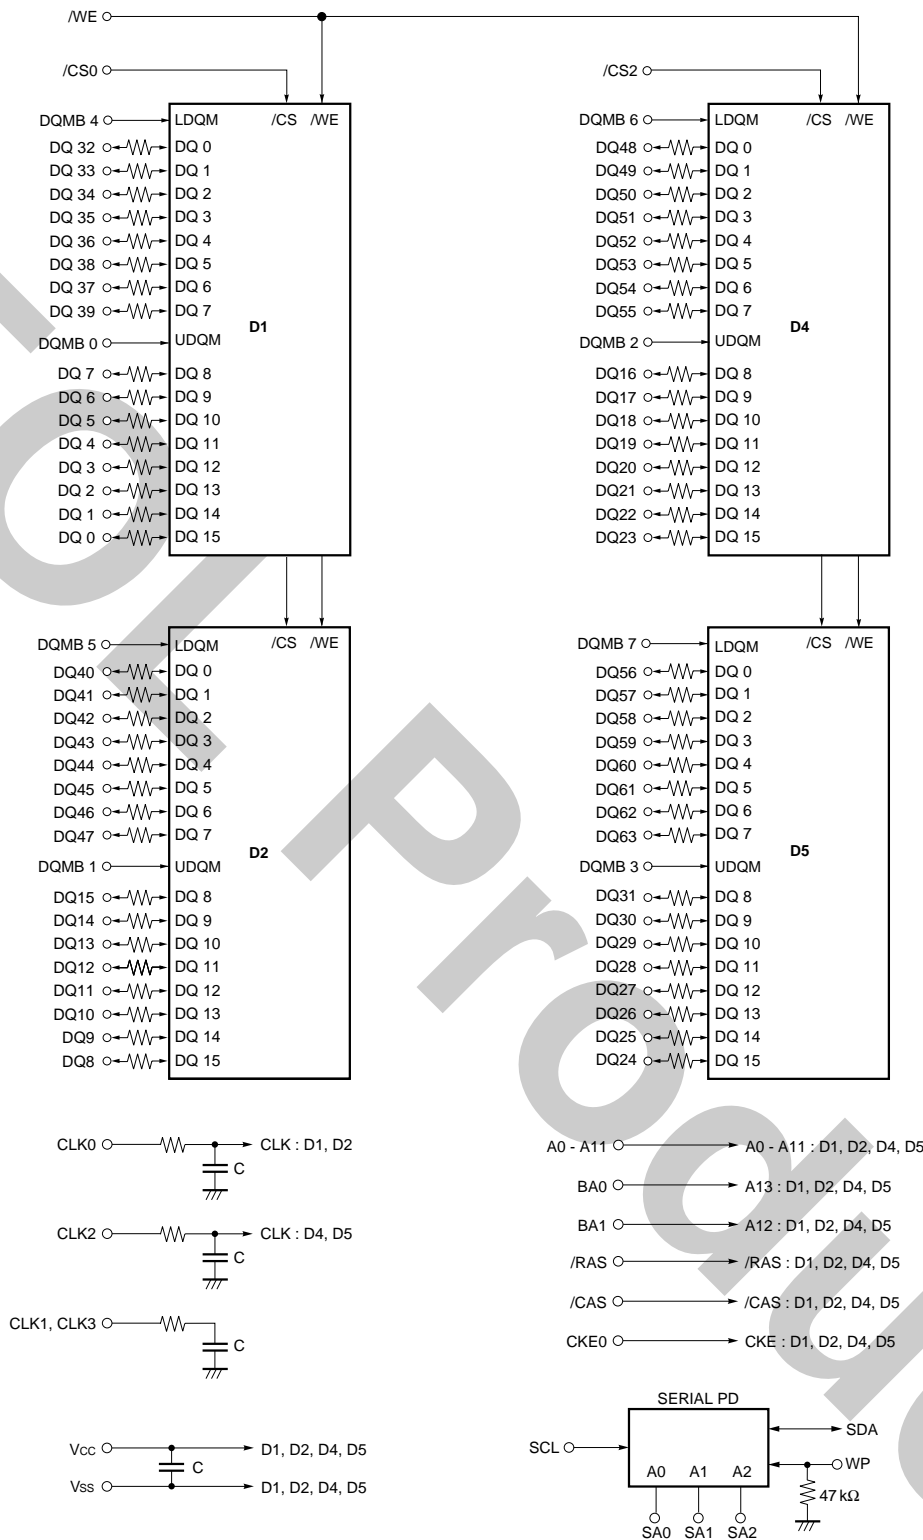 /WE
/CS0
/CS2
DQMB 4 LDQM /CS /WE
DQ 32 DQ 0
DQ 33 DQ 1
DQ 34 DQ 2
DQ 35 DQ 3
DQ 36 DQ 4
DQ 38 DQ 5
DQ 37 DQ 6
DQ 39 DQ 7
D1
DQMB 0 UDQM
DQ 7 DQ 8
DQ 6 DQ 9
DQ 5 DQ 10
DQ 4 DQ 11
DQ 3 DQ 12
DQ 2 DQ 13
DQ 1 DQ 14
DQ 0 DQ 15
DQMB 6 LDQM /CS /WE
DQ48 DQ 0
DQ49 DQ 1
DQ50 DQ 2
DQ51 DQ 3
DQ52 DQ 4
DQ53 DQ 5
DQ54 DQ 6
DQ55 DQ 7
D4
DQMB 2 UDQM
DQ16 DQ 8
DQ17 DQ 9
DQ18 DQ 10
DQ19 DQ 11
DQ20 DQ 12
DQ21 DQ 13
DQ22 DQ 14
DQ23 DQ 15
DQMB 5 LDQM /CS /WE
DQ40 DQ 0
DQ41 DQ 1
DQ42 DQ 2
DQ43 DQ 3
DQ44 DQ 4
DQ45 DQ 5
DQ46 DQ 6
DQ47 DQ 7
D2
DQMB 1 UDQM
DQ15 DQ 8
DQ14 DQ 9
DQ13 DQ 10
DQ12 DQ 11
DQ11 DQ 12
DQ10 DQ 13
DQ9 DQ 14
DQ8 DQ 15
DQMB 7 LDQM /CS /WE
DQ56 DQ 0
DQ57 DQ 1
DQ58 DQ 2
DQ59 DQ 3
DQ60 DQ 4
DQ61 DQ 5
DQ62 DQ 6
DQ63 DQ 7
D5
DQMB 3 UDQM
DQ31 DQ 8
DQ30 DQ 9
DQ29 DQ 10
DQ28 DQ 11
DQ27 DQ 12
DQ26 DQ 13
DQ25 DQ 14
DQ24 DQ 15
CLK0 CLK : D1, D2
C
CLK2 CLK : D4, D5
C
CLK1, CLK3
C
Vcc D1, D2, D4, D5
C
Vss D1, D2, D4, D5
A0 - A11 A0 - A11 : D1, D2, D4, D5
BA0 A13 : D1, D2, D4, D5
BA1 A12 : D1, D2, D4, D5
/RAS /RAS : D1, D2, D4, D5
/CAS /CAS : D1, D2, D4, D5
CKE0 CKE : D1, D2, D4, D5
SERIAL PD
SDA
SCL
WP
A0 A1 A2
47 kΩ
SA0 SA1 SA2